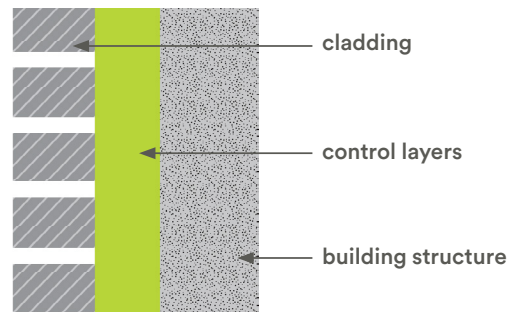 cladding
control layers
building structure